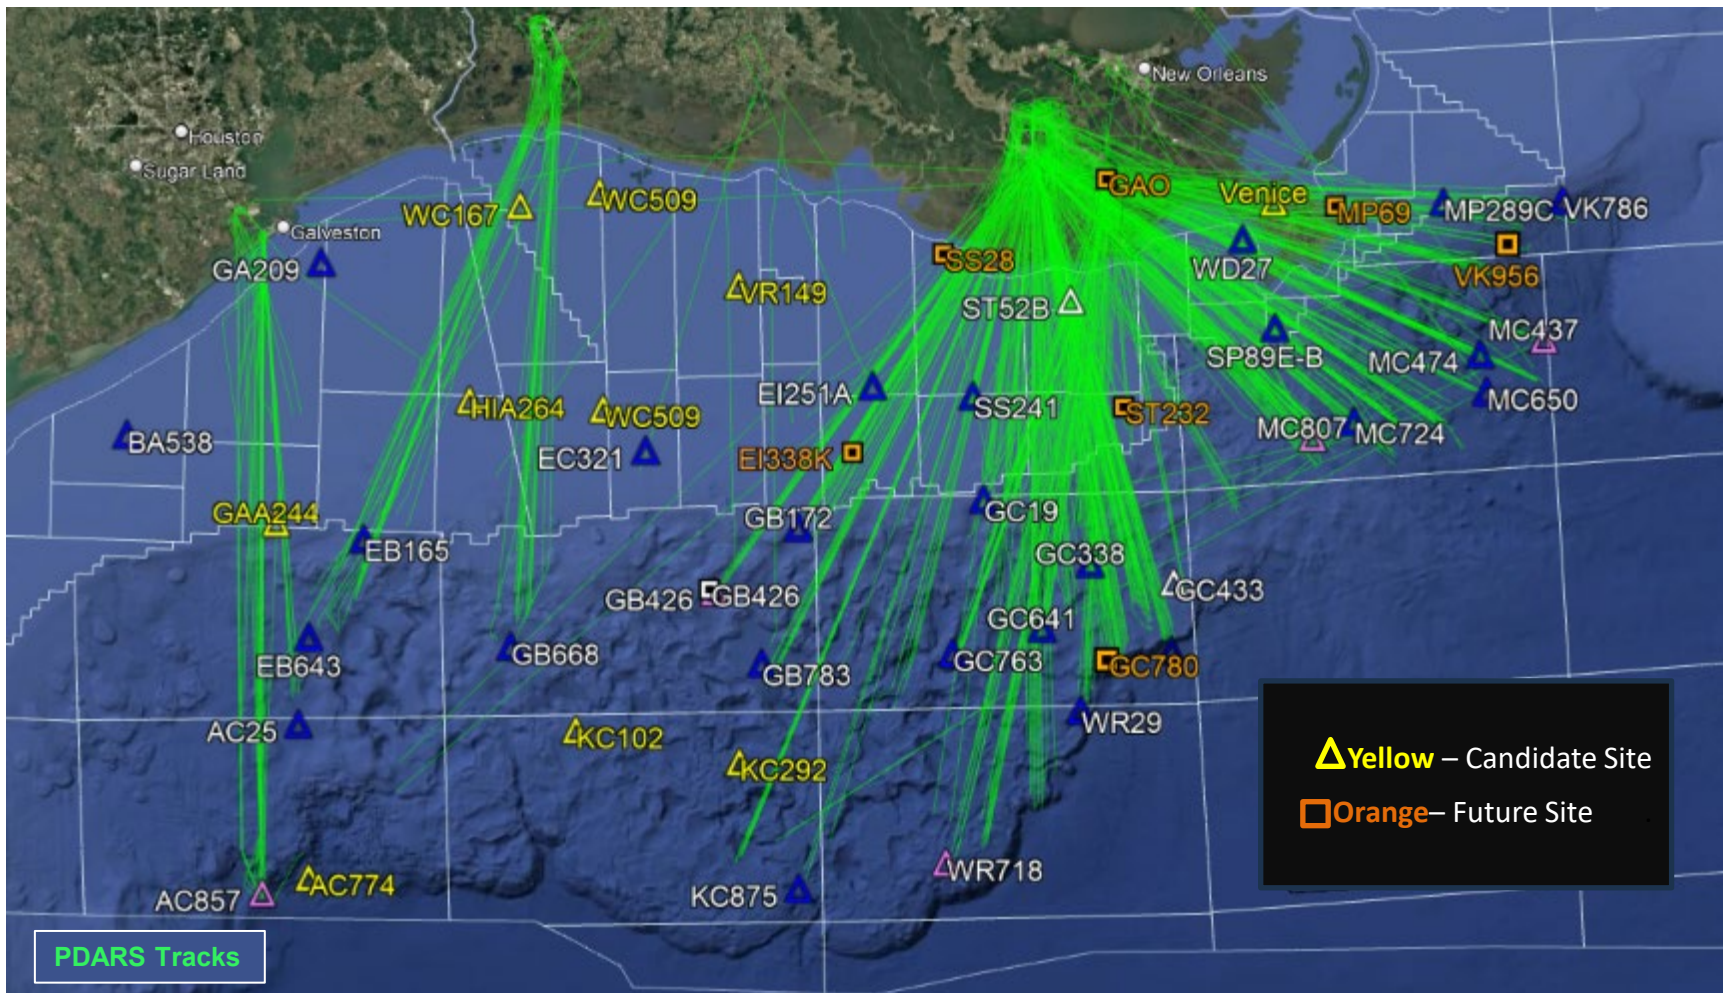 New Orleans
Houston
Sugar Land
GAO
Venice
WC167
WC509
MP69
MP289C
VK786
Galveston
GA209
SS28
WD27
VK956
VR149
ST52B
MC437
SP89E-B
MC474
EI251A
SS241
MC650
HIA264
WC509
ST232
BA538
EC321
EI338K
MC807
MC724
GAA244
GB172
GC19
EB165
GC338
GB426
GB426
GC433
GC641
EB643
GB668
GB783
GC763
GC780
AC25
KC102
WR29
KC292
△Yellow – Candidate Site
□Orange– Future Site
AC857
AC774
KC875
WR718
PDARS Tracks